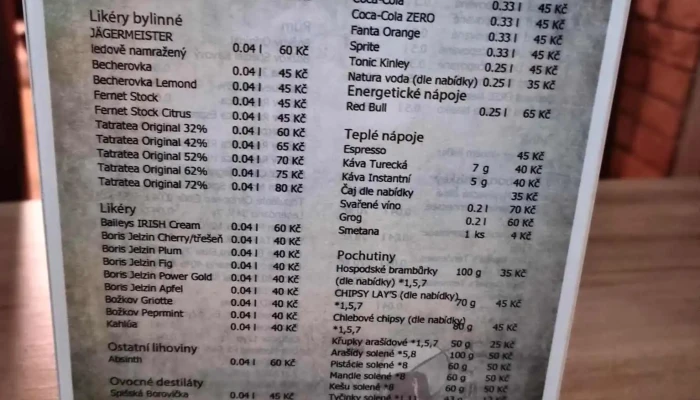 Likéry bylinné
JÄGERMEISTER
ledově namražený 0.04 l 60 Kč
Becherovka 0.04 l 45 Kč
Becherovka Lemond 0.04 l 45 Kč
Fernet Stock 0.04 l 45 Kč
Fernet Stock Citrus 0.04 l 45 Kč
Tatratea Original 32% 0.04 l 60 Kč
Tatratea Original 42% 0.04 l 65 Kč
Tatratea Original 52% 0.04 l 70 Kč
Tatratea Original 62% 0.04 l 75 Kč
Tatratea Original 72% 0.04 l 80 Kč
Likéry
Baileys IRISH Cream 0.04 l 60 Kč
Boris Jelzin Cherry/třešeň 0.04 l 40 Kč
Boris Jelzin Plum 0.04 l 40 Kč
Boris Jelzin Fig 0.04 l 40 Kč
Boris Jelzin Power Gold 0.04 l 40 Kč
Boris Jelzin Apfel 0.04 l 40 Kč
Božkov Griotte 0.04 l 40 Kč
Božkov Peprmint 0.04 l 40 Kč
Kahlúa 0.04 l 40 Kč
Ostatní lihoviny
Absinth 0.04 l 60 Kč
Ovocné destiláty
Spišská Borovička 0.04 l 45 Kč
Coca-Cola 0.33 l 45 Kč
Coca-Cola ZERO 0.33 l 45 Kč
Fanta Orange 0.33 l 45 Kč
Sprite 0.33 l 45 Kč
Tonic Kinley 0.25 l 45 Kč
Natura voda (dle nabídky) 0.25 l 35 Kč
Energetické nápoje
Red Bull 0.25 l 65 Kč
Teplé nápoje
Espresso 45 Kč
Káva Turecká 7 g 40 Kč
Káva Instantní 5 g 40 Kč
Čaj dle nabídky 35 Kč
Svařené víno 0.2 l 70 Kč
Grog 0.2 l 60 Kč
Smetana 1 ks 4 Kč
Pochutiny
Hospodské brambůrky 100 g 35 Kč
(dle nabídky) *1,5,7
CHIPSY LAY'S (dle nabídky) 70 g 45 Kč
*1,5,7
Chlebové chipsy (dle nabídky) 80 g 45 Kč
*1,5,7
Křupky arašídové *1,5,7 50 g 25 Kč
Arašídy solené *5,8 100 g 50 Kč
Pistácie solené *8 60 g 50 Kč
Mandle solené *8 60 g 50 Kč
Kešu solené *8 60 g 50 Kč
Tyčinky solené